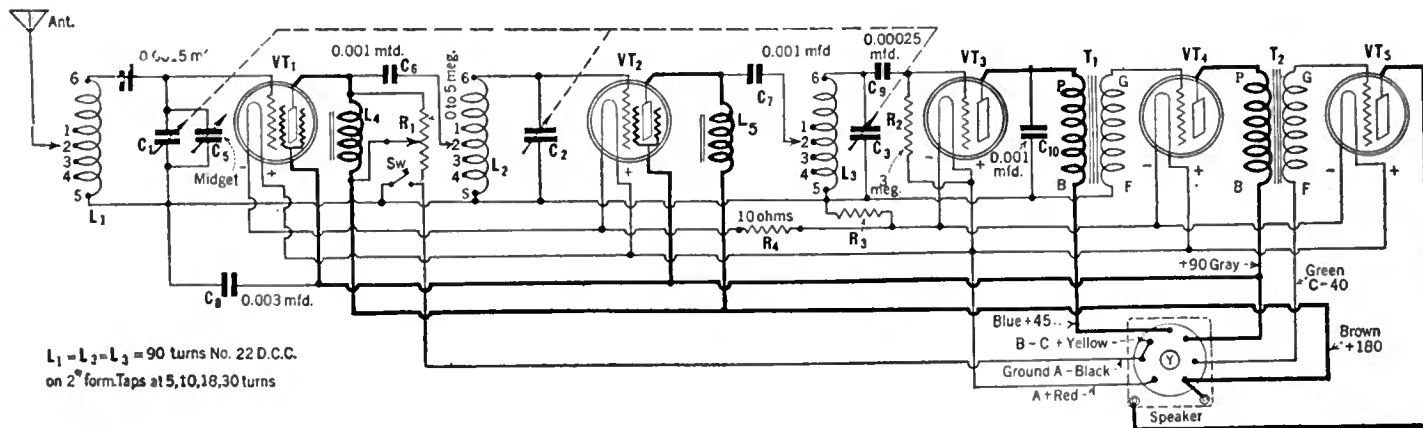 Ant.
VT₁
0.001 mfd.
C₆
0 to 5 meg.
VT₂
0.001 mfd
C₇
0.00025
mfd.
C₉
VT₃
T₁
VT₄
T₂
VT₅
6
1
2
3
4
5
L₁
C₁
C₅
Midget
-
+
L₄
R₁
Sw.
6
1
2
3
4
S
L₂
C₂
-
+
L₅
6
1
2
3
4
5
L₃
C₃
R₂
3
meg.
-
+
C₁₀
0.001
mfd.
P
B
G
F
-
+
P
B
G
F
-
+
10 ohms
R₄
R₃
C₈
0.003 mfd.
+90 Gray
Green
C-40
Blue +45..
B - C + Yellow
Ground A - Black
A + Red
Y
Speaker
Brown
+180
L₁ = L₂ = L₃ = 90 turns No. 22 D.C.C.
on 2" form. Taps at 5,10,18,30 turns